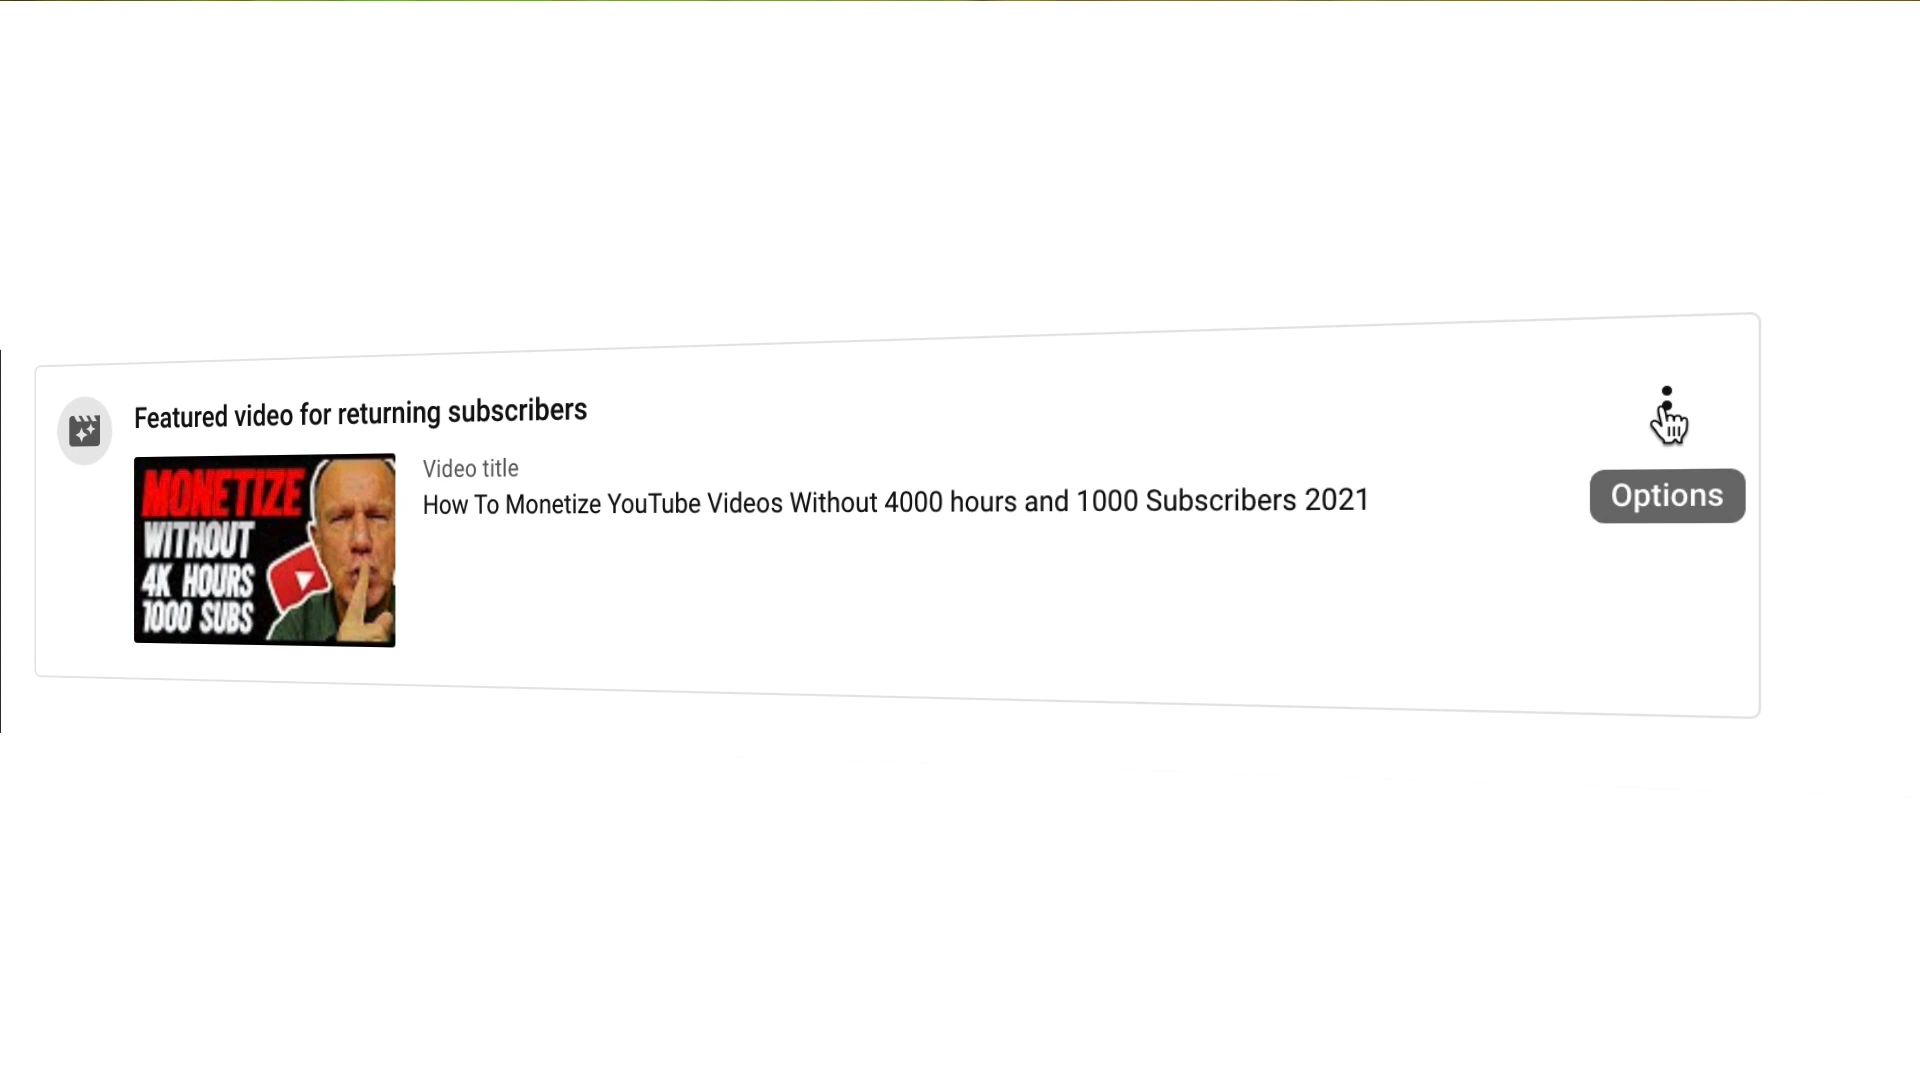 Featured video for returning subscribers
Video title
How To Monetize YouTube Videos Without 4000 hours and 1000 Subscribers 2021
Options
MONETIZE
WITHOUT
4K HOURS
1000 SUBS